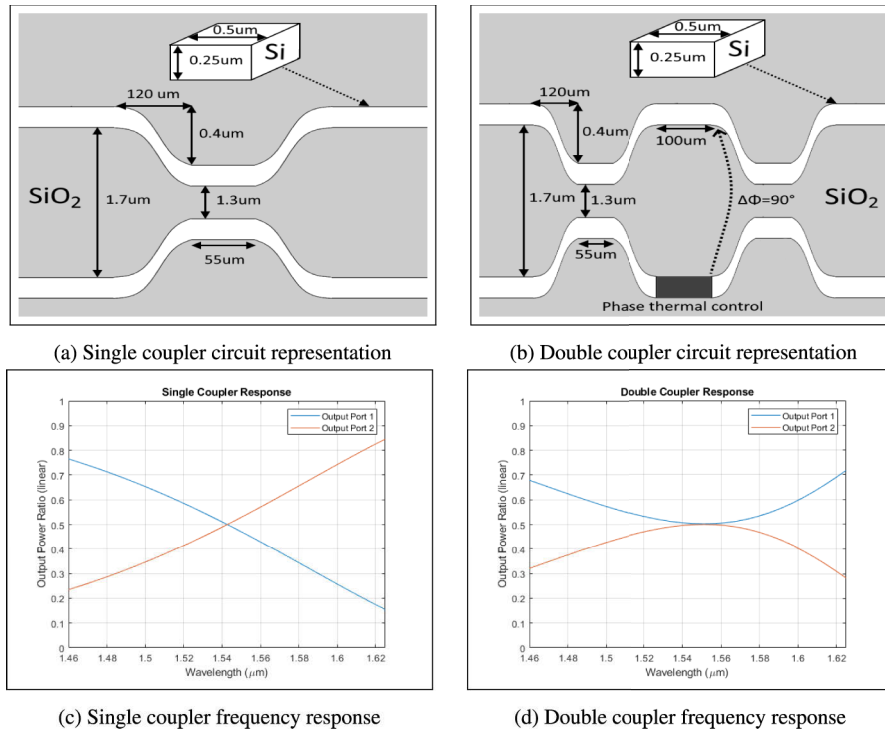 0.5um
Si
0.25um
120 um
0.4um
SiO2
1.7um
1.3um
55um
(a) Single coupler circuit representation
0.5um
Si
0.25um
120um
0.4um
100um
1.7um
1.3um
ΔΦ=90°
SiO2
55um
Phase thermal control
(b) Double coupler circuit representation
Single Coupler Response
Output Port 1
Output Port 2
Output Power Ratio (linear)
1
0.9
0.8
0.7
0.6
0.5
0.4
0.3
0.2
0.1
0
1.46 1.48 1.5 1.52 1.54 1.56 1.58 1.6 1.62
Wavelength (μm)
(c) Single coupler frequency response
Double Coupler Response
Output Port 1
Output Port 2
Output Power Ratio (linear)
1
0.9
0.8
0.7
0.6
0.5
0.4
0.3
0.2
0.1
0
1.46 1.48 1.5 1.52 1.54 1.56 1.58 1.6 1.62
Wavelength (μm)
(d) Double coupler frequency response